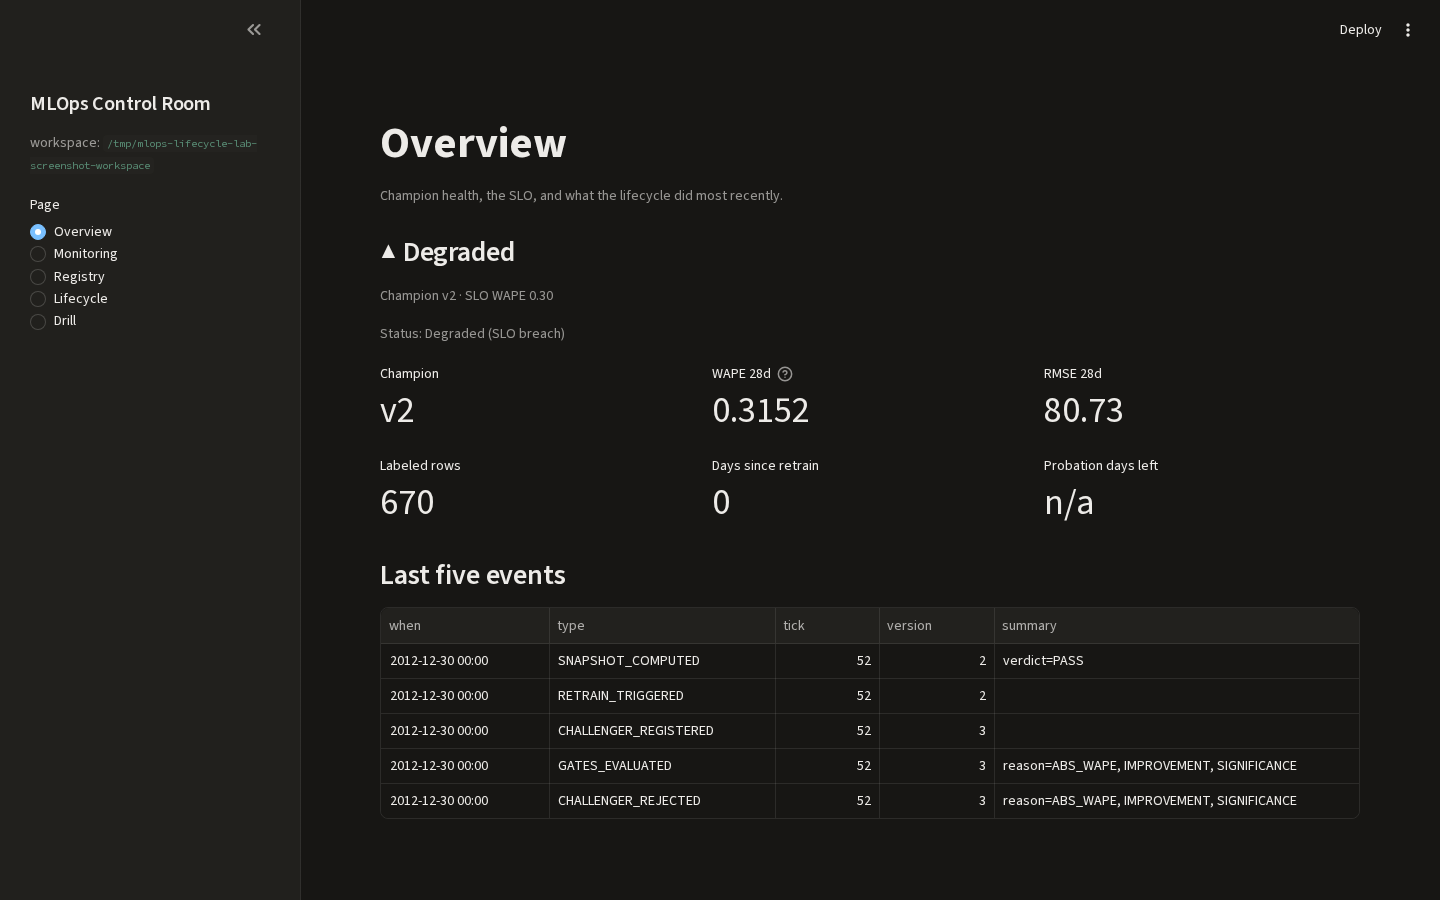 Deploy
MLOps Control Room
workspace: /tmp/mlops-lifecycle-lab-
screenshot-workspace
Page
Overview
Monitoring
Registry
Lifecycle
Drill
Overview
Champion health, the SLO, and what the lifecycle did most recently.
▲ Degraded
Champion v2 · SLO WAPE 0.30
Status: Degraded (SLO breach)
Champion WAPE 28d RMSE 28d
v2 0.3152 80.73
Labeled rows Days since retrain Probation days left
670 0 n/a
Last five events
when type tick version summary
2012-12-30 00:00 SNAPSHOT_COMPUTED 52 2 verdict=PASS
2012-12-30 00:00 RETRAIN_TRIGGERED 52 2
2012-12-30 00:00 CHALLENGER_REGISTERED 52 3
2012-12-30 00:00 GATES_EVALUATED 52 3 reason=ABS_WAPE, IMPROVEMENT, SIGNIFICANCE
2012-12-30 00:00 CHALLENGER_REJECTED 52 3 reason=ABS_WAPE, IMPROVEMENT, SIGNIFICANCE